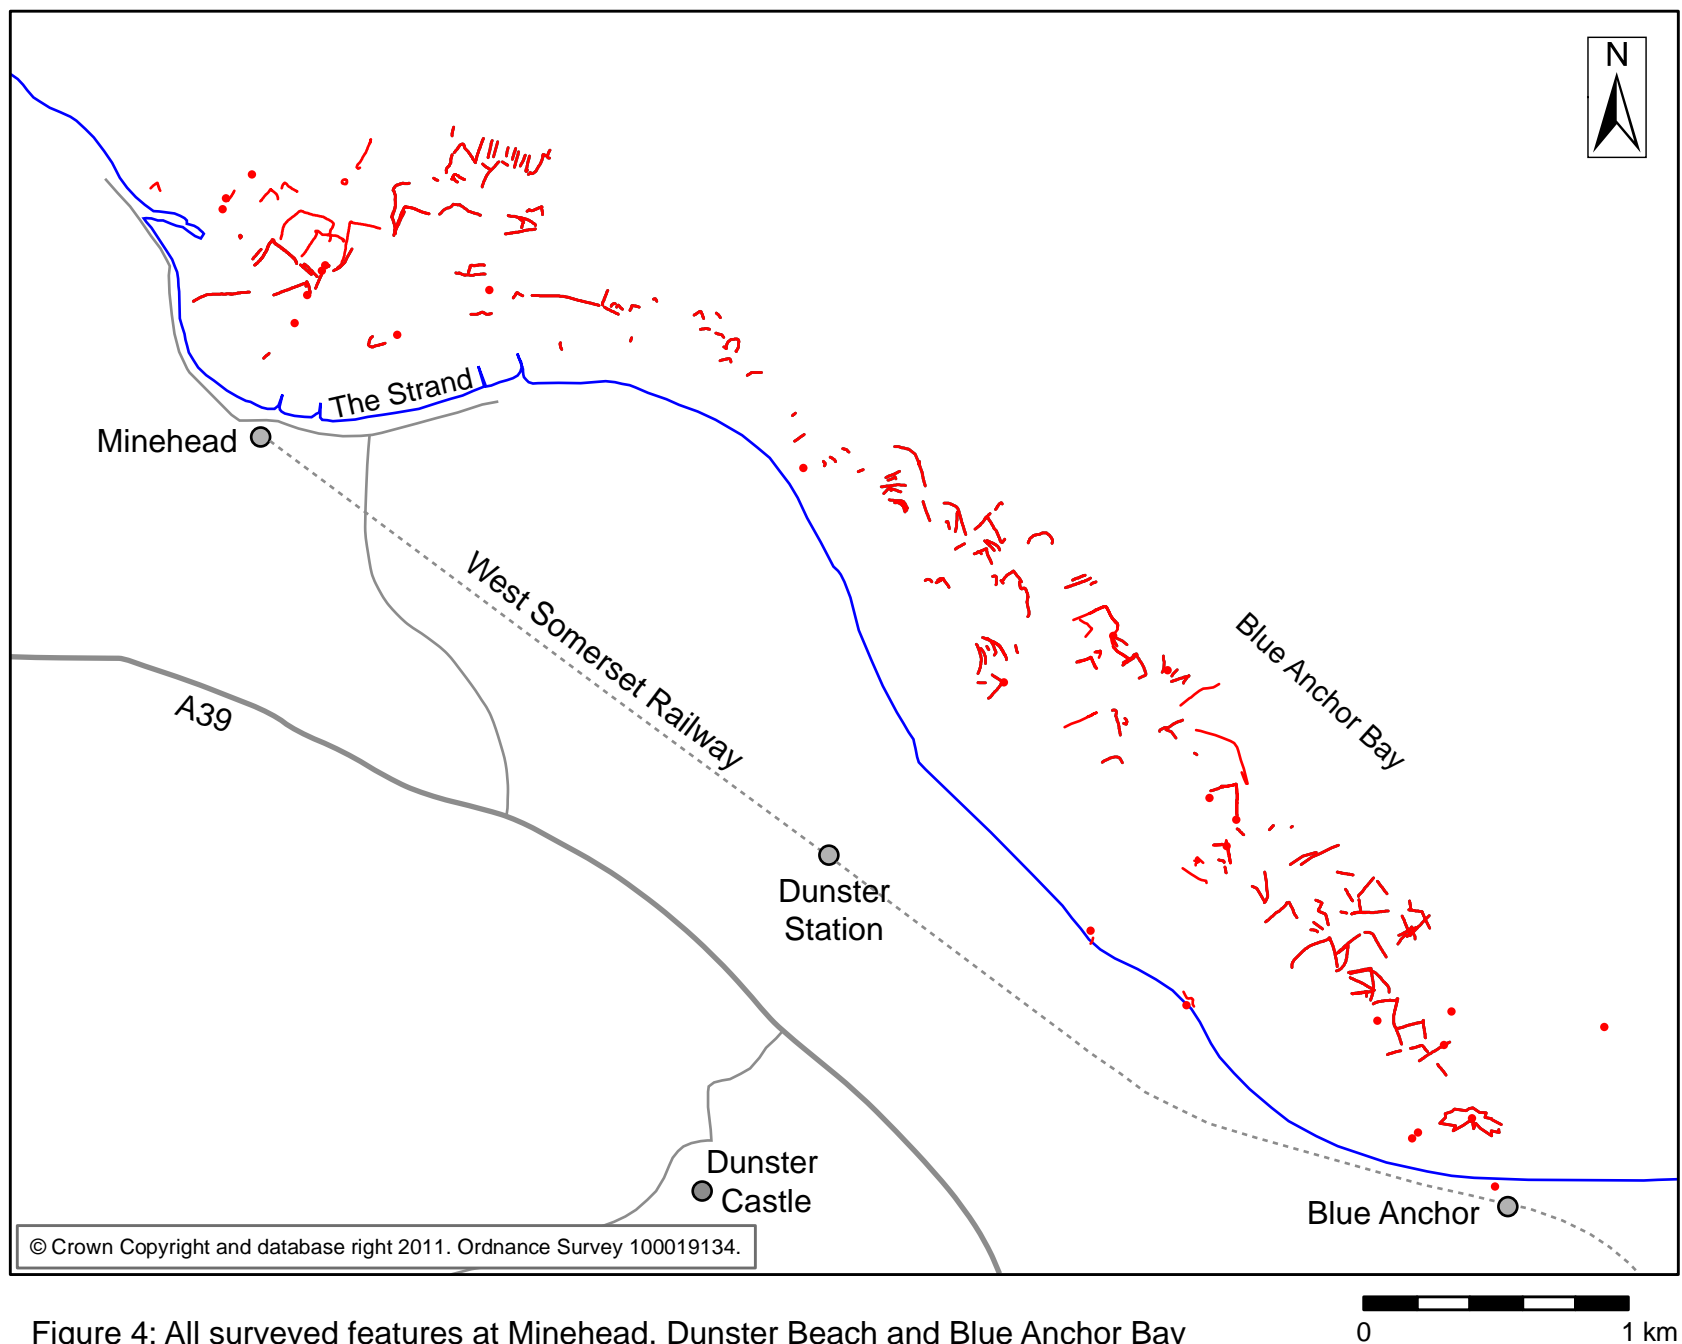 N
The Strand
Minehead
West Somerset Railway
Blue Anchor Bay
A39
Dunster
Station
Dunster
Castle
Blue Anchor
© Crown Copyright and database right 2011. Ordnance Survey 100019134.
Figure 4: All surveyed features at Minehead, Dunster Beach and Blue Anchor Bay
0 1 km